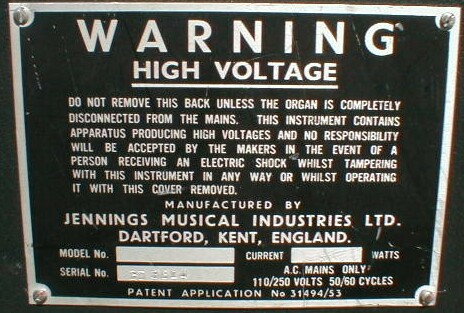 WARNING
HIGH VOLTAGE
DO NOT REMOVE THIS BACK UNLESS THE ORGAN IS COMPLETELY
DISCONNECTED FROM THE MAINS. THIS INSTRUMENT CONTAINS
APPARATUS PRODUCING HIGH VOLTAGES AND NO RESPONSIBILITY
WILL BE ACCEPTED BY THE MAKERS IN THE EVENT OF A
PERSON RECEIVING AN ELECTRIC SHOCK WHILST TAMPERING
WITH THIS INSTRUMENT IN ANY WAY OR WHILST OPERATING
IT WITH THIS COVER REMOVED.
MANUFACTURED BY
JENNINGS MUSICAL INDUSTRIES LTD.
DARTFORD, KENT, ENGLAND.
MODEL No. CURRENT WATTS
SERIAL No. A.C. MAINS ONLY
110/250 VOLTS 50/60 CYCLES
PATENT APPLICATION No 31494/53